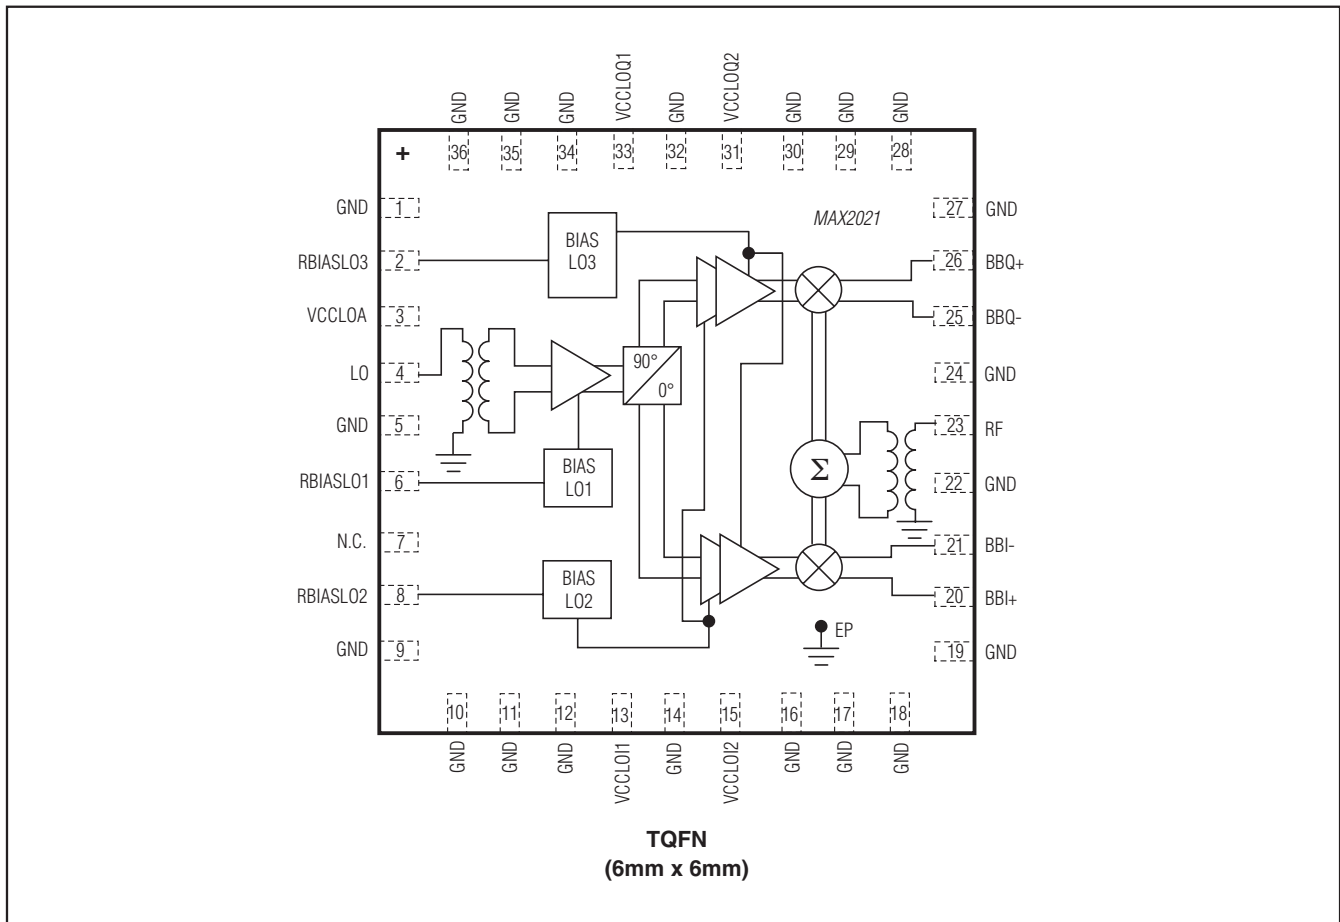 GND
GND
GND
VCCLOQ1
GND
VCCLOQ2
GND
GND
GND
+
36
35
34
33
32
31
30
29
28
MAX2021
GND 1
RBIASLO3 2
VCCLOA 3
LO 4
GND 5
RBIASLO1 6
N.C. 7
RBIASLO2 8
GND 9
BIAS
LO3
90°
0°
BIAS
LO1
BIAS
LO2
Σ
EP
27 GND
26 BBQ+
25 BBQ-
24 GND
23 RF
22 GND
21 BBI-
20 BBI+
19 GND
10
11
12
13
14
15
16
17
18
GND
GND
GND
VCCLOI1
GND
VCCLOI2
GND
GND
GND
TQFN
(6mm x 6mm)